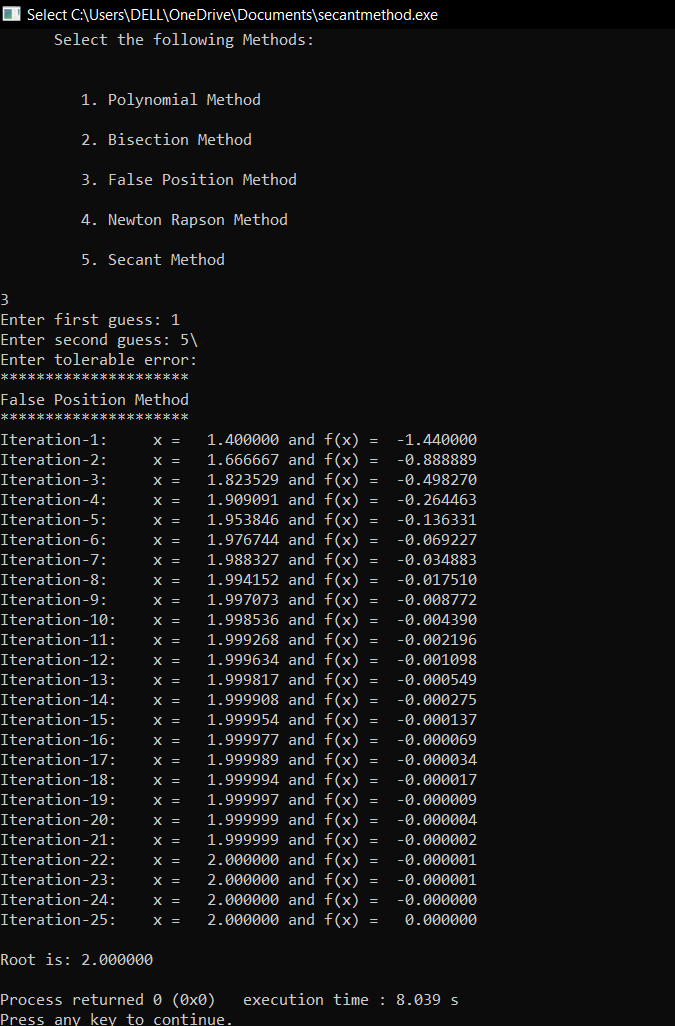 Select C:\Users\DELL\OneDrive\Documents\secantmethod.exe
Select the following Methods:
1. Polynomial Method
2. Bisection Method
3. False Position Method
4. Newton Rapson Method
5. Secant Method
3
Enter first guess: 1
Enter second guess: 5\
Enter tolerable error:
*********************
False Position Method
*********************
Iteration-1: x = 1.400000 and f(x) = -1.440000
Iteration-2: x = 1.666667 and f(x) = -0.888889
Iteration-3: x = 1.823529 and f(x) = -0.498270
Iteration-4: x = 1.909091 and f(x) = -0.264463
Iteration-5: x = 1.953846 and f(x) = -0.136331
Iteration-6: x = 1.976744 and f(x) = -0.069227
Iteration-7: x = 1.988327 and f(x) = -0.034883
Iteration-8: x = 1.994152 and f(x) = -0.017510
Iteration-9: x = 1.997073 and f(x) = -0.008772
Iteration-10: x = 1.998536 and f(x) = -0.004390
Iteration-11: x = 1.999268 and f(x) = -0.002196
Iteration-12: x = 1.999634 and f(x) = -0.001098
Iteration-13: x = 1.999817 and f(x) = -0.000549
Iteration-14: x = 1.999908 and f(x) = -0.000275
Iteration-15: x = 1.999954 and f(x) = -0.000137
Iteration-16: x = 1.999977 and f(x) = -0.000069
Iteration-17: x = 1.999989 and f(x) = -0.000034
Iteration-18: x = 1.999994 and f(x) = -0.000017
Iteration-19: x = 1.999997 and f(x) = -0.000009
Iteration-20: x = 1.999999 and f(x) = -0.000004
Iteration-21: x = 1.999999 and f(x) = -0.000002
Iteration-22: x = 2.000000 and f(x) = -0.000001
Iteration-23: x = 2.000000 and f(x) = -0.000001
Iteration-24: x = 2.000000 and f(x) = -0.000000
Iteration-25: x = 2.000000 and f(x) = 0.000000
Root is: 2.000000
Process returned 0 (0x0) execution time : 8.039 s
Press any key to continue.